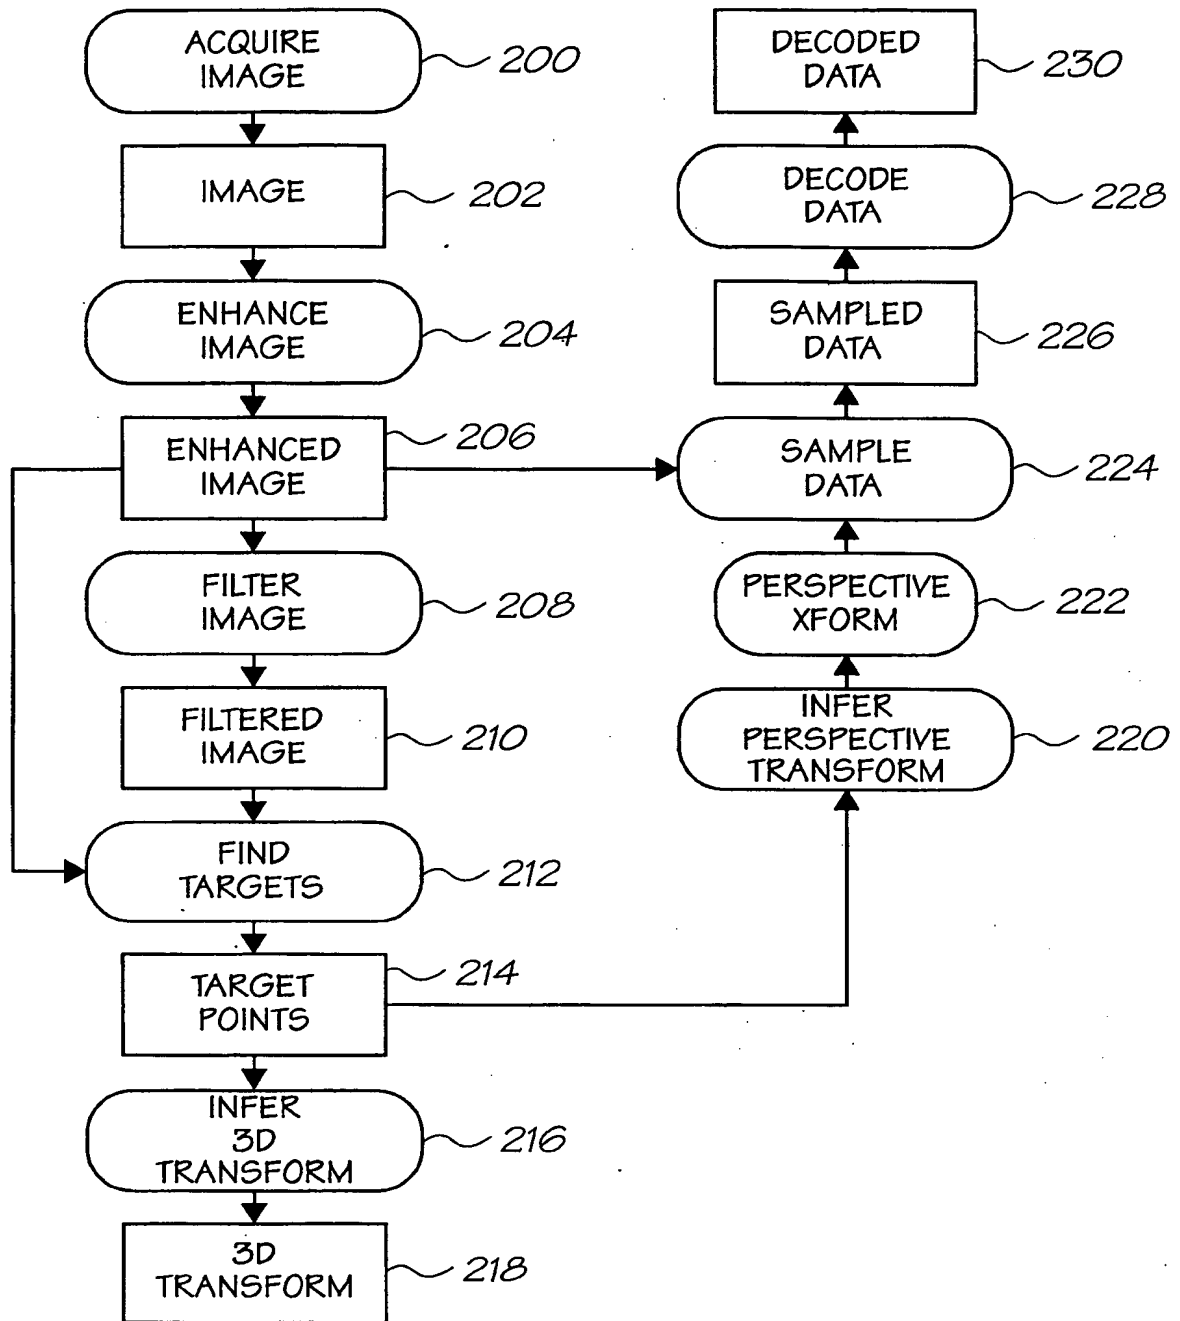 ACQUIRE
IMAGE
200
IMAGE
202
ENHANCE
IMAGE
204
ENHANCED
IMAGE
206
FILTER
IMAGE
208
FILTERED
IMAGE
210
FIND
TARGETS
212
TARGET
POINTS
214
INFER
3D
TRANSFORM
216
3D
TRANSFORM
218
DECODED
DATA
230
DECODE
DATA
228
SAMPLED
DATA
226
SAMPLE
DATA
224
PERSPECTIVE
XFORM
222
INFER
PERSPECTIVE
TRANSFORM
220